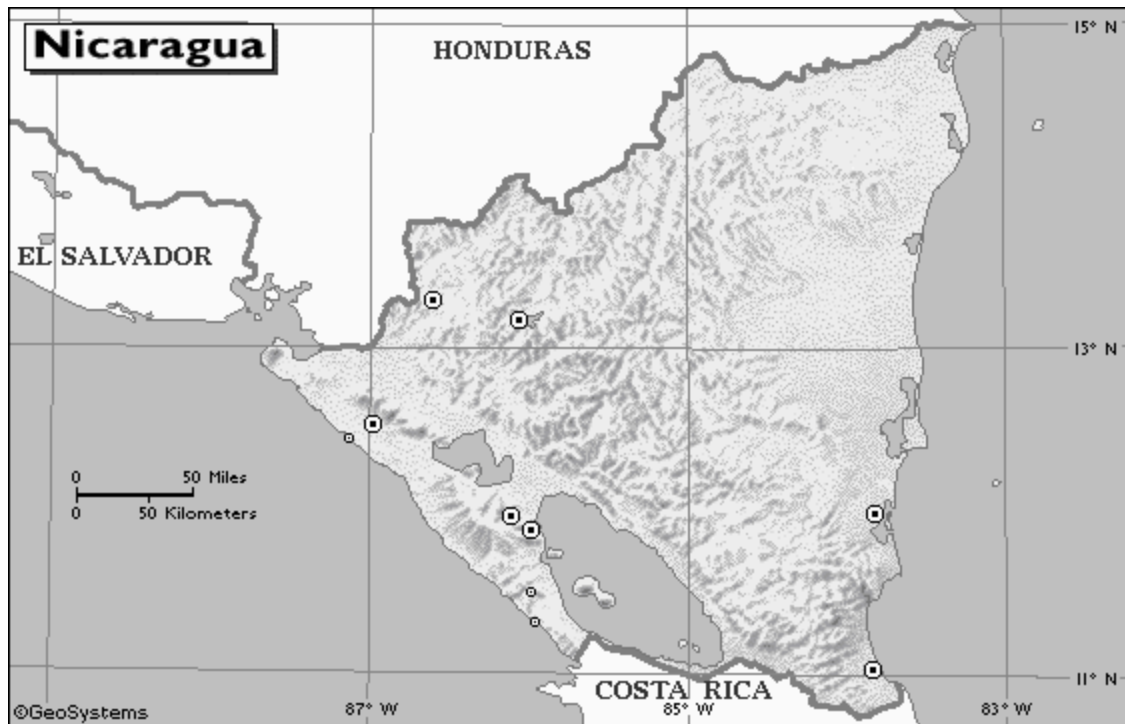 Nicaragua
HONDURAS
15° N
EL SALVADOR
13° N
0 50 Miles
0 50 Kilometers
11° N
COSTA RICA
87° W 85° W 83° W
©GeoSystems